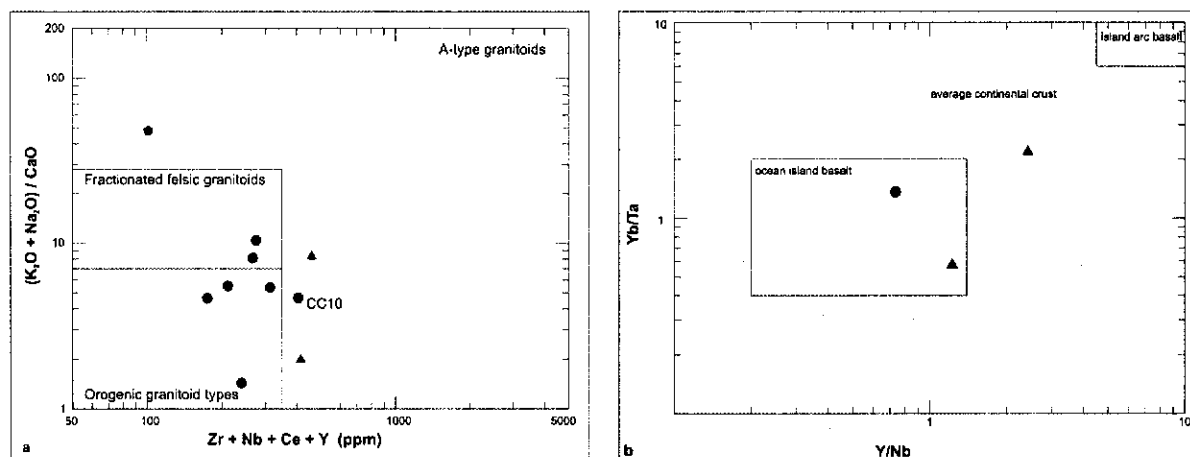 200
A-type granitoids
100
Fractionated felsic granitoids
10
CC10
Orogenic granitoid types
1
50 100 1000 5000
(K₂O + Na₂O) / CaO
Zr + Nb + Ce + Y (ppm)
a
10
island arc basalt
average continental crust
ocean island basalt
1
Yb/Ta
1 10
Y/Nb
b